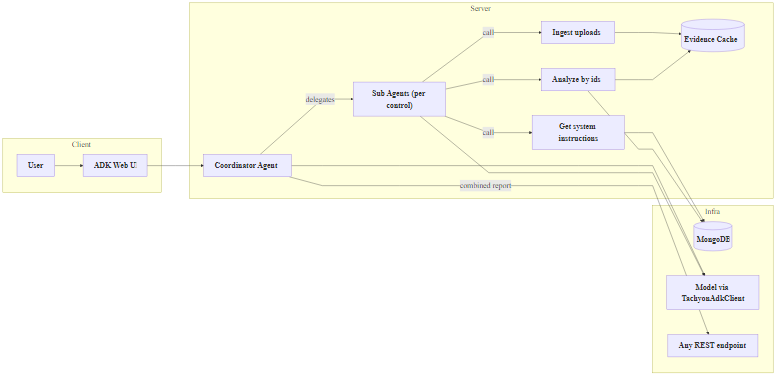 Server
call
Ingest uploads
Evidence Cache
Sub Agents (per
control)
call
Analyze by ids
delegates
call
Get system
instructions
Client
User
ADK Web U
Coordinator Agent
combined report
Infra
MongoDB
Model via
TachyonAdkClient
Any REST endpoint